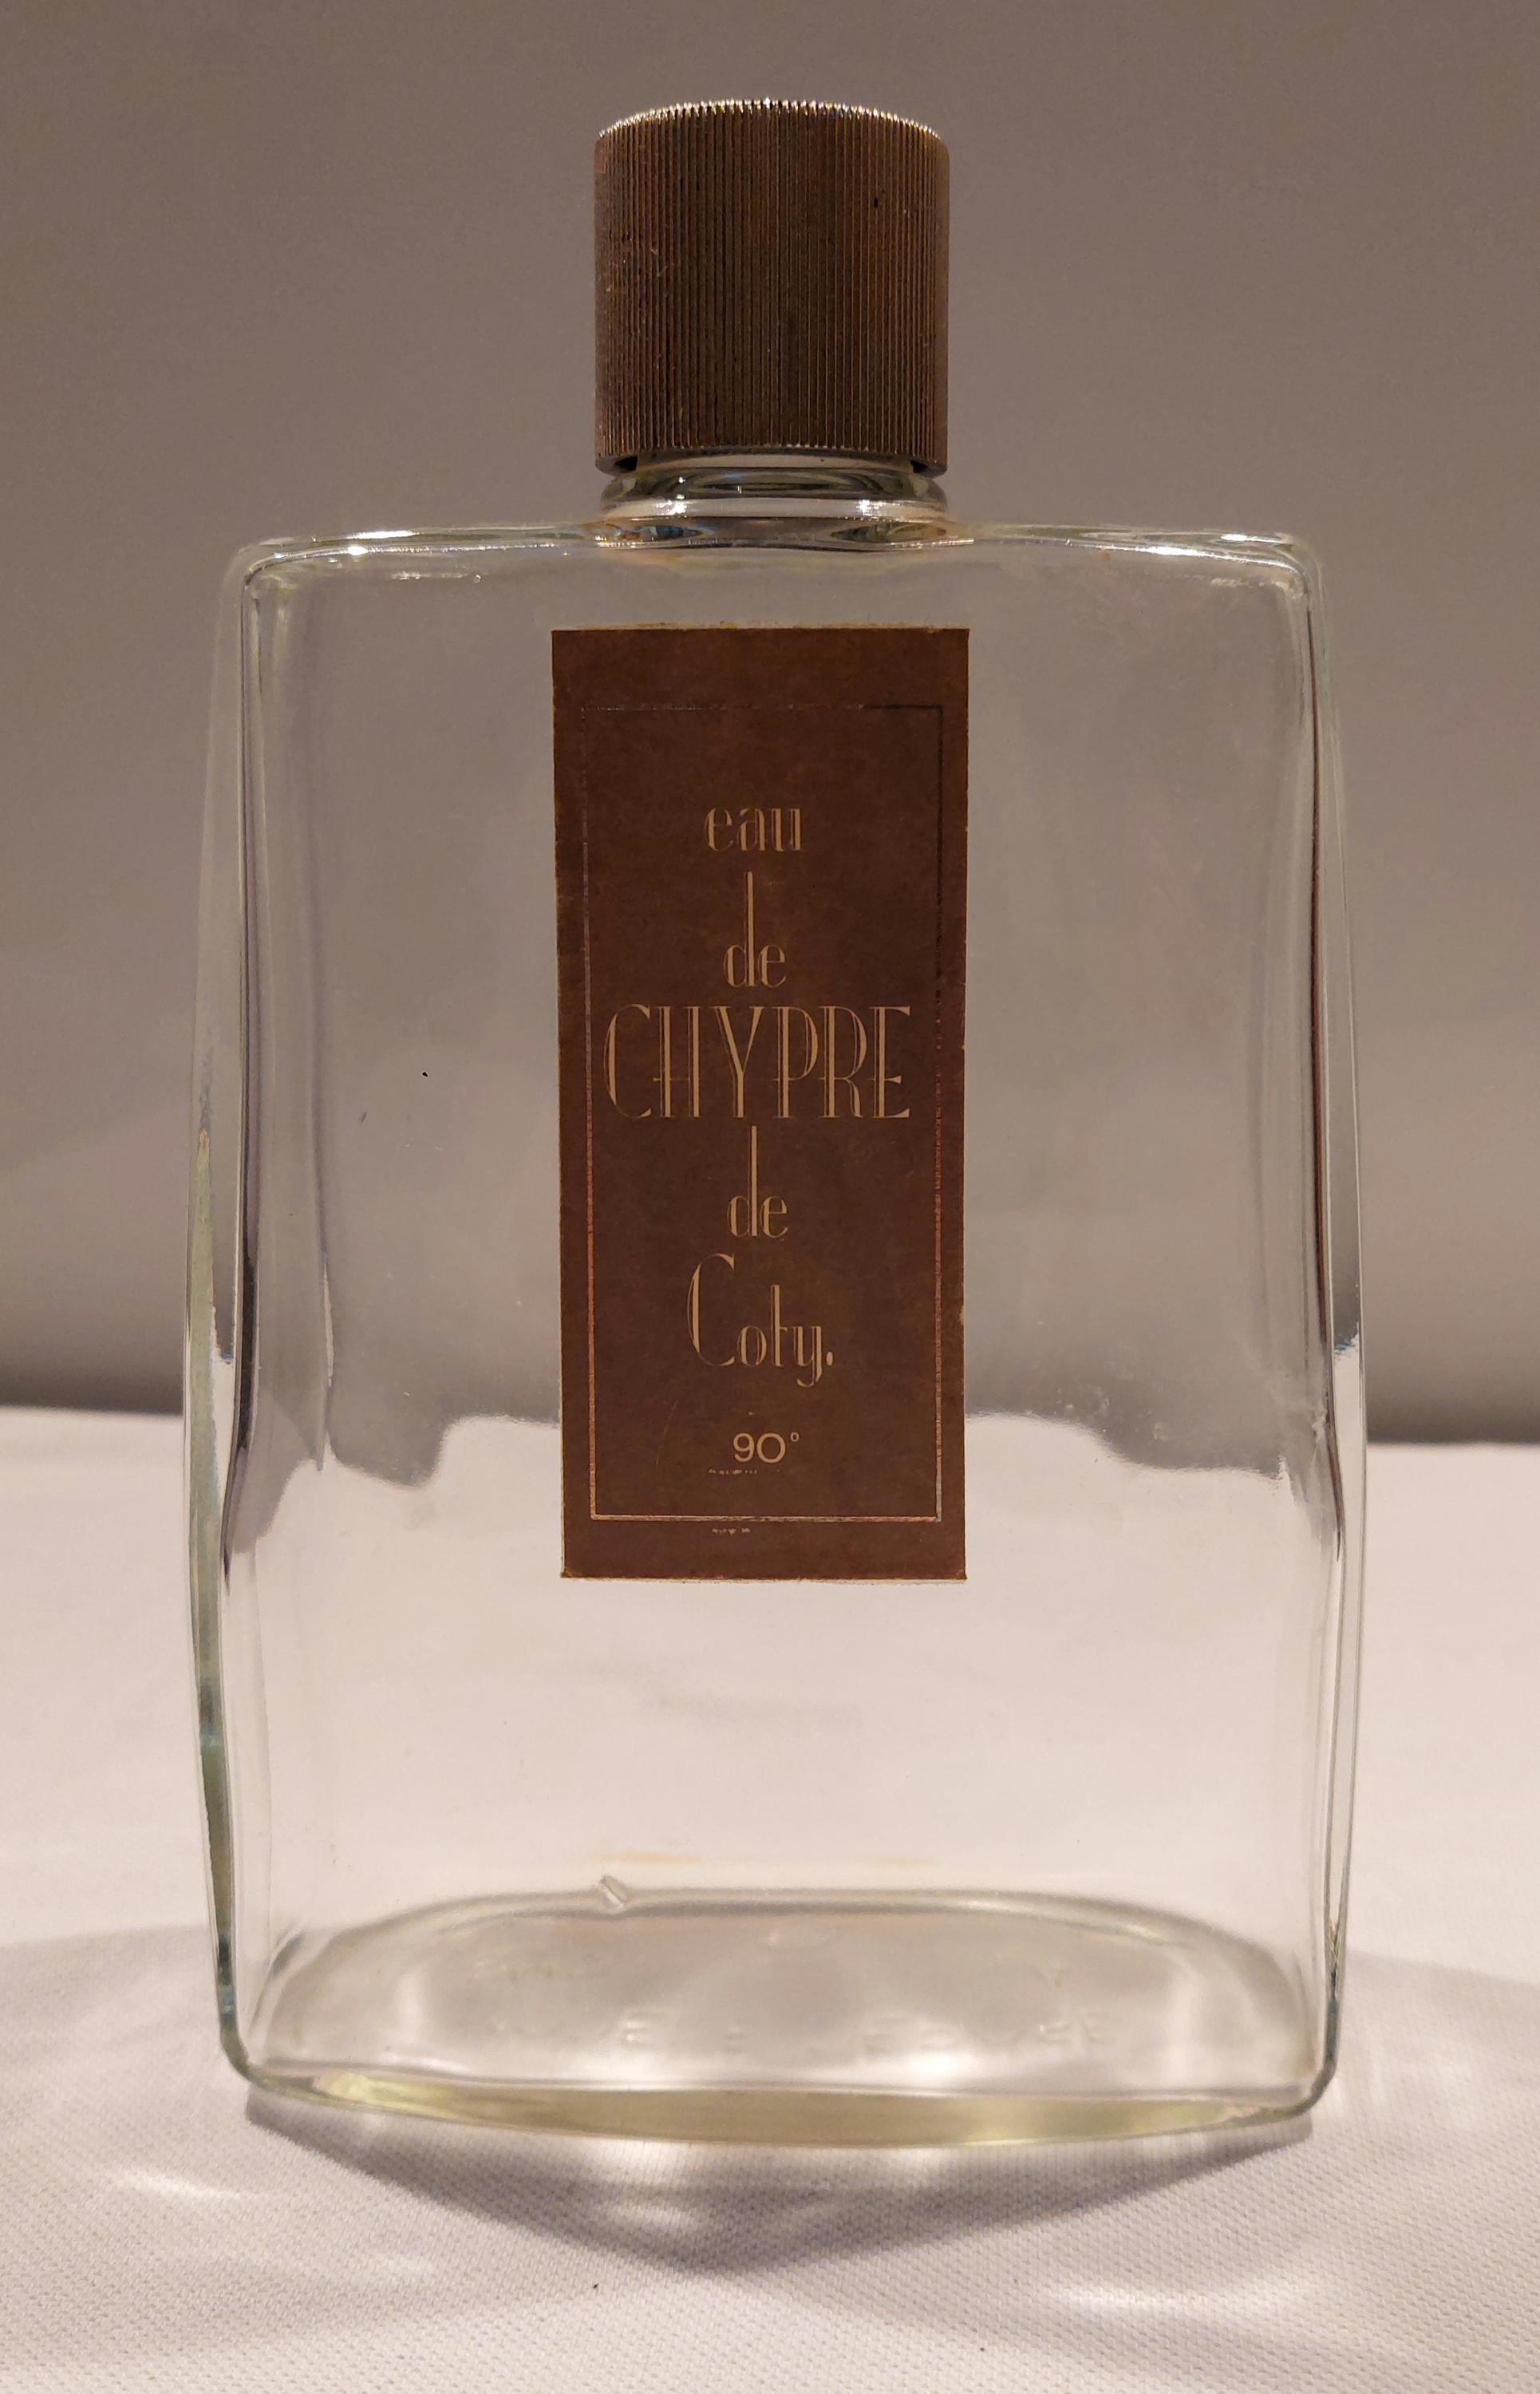 eau
de
CHYPRE
de
Coty.
90°